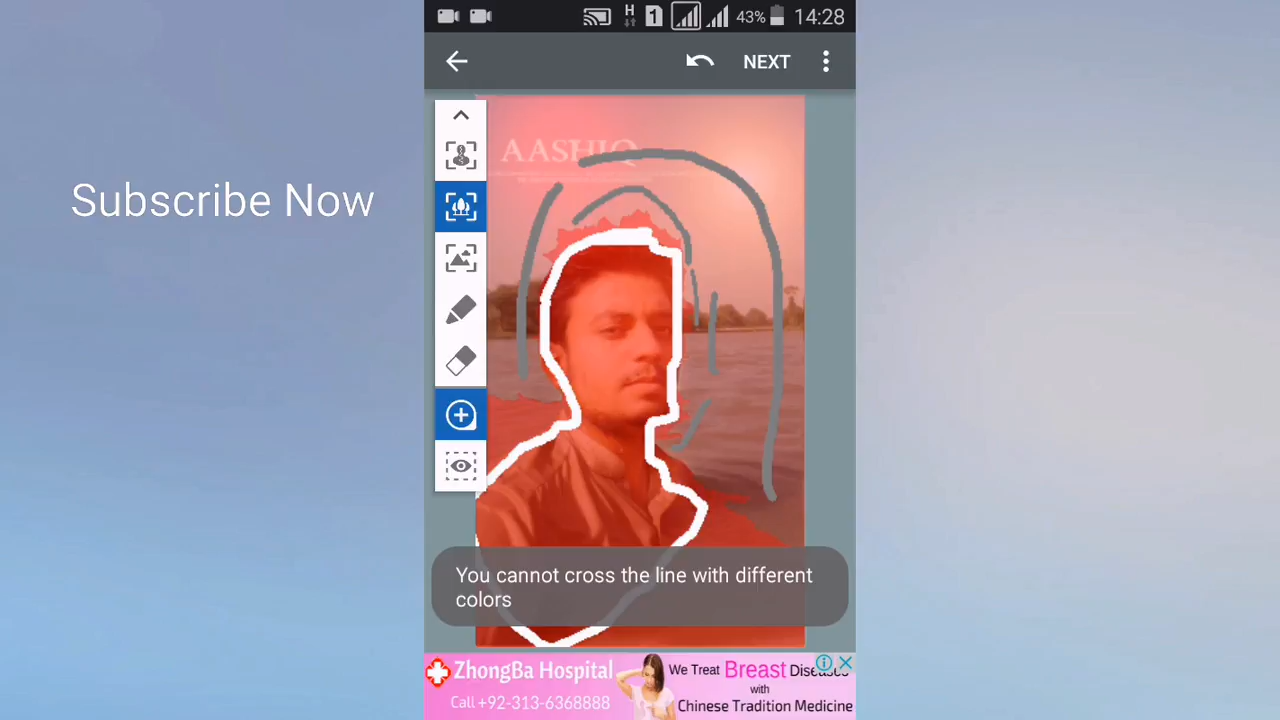 H 1 43% 14:28
NEXT
AASHIQ
Subscribe Now
You cannot cross the line with different
colors
ZhongBa Hospital
Call +92-313-6368888
We Treat Breast Diseases
with
Chinese Tradition Medicine